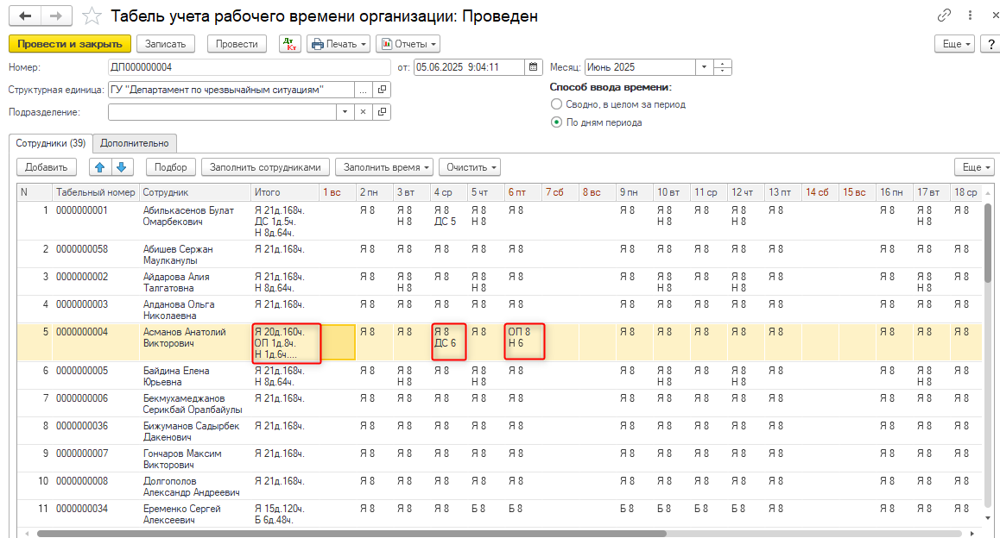 Табель учета рабочего времени организации: Проведен
Провести и закрыть Записать Провести Дт Кт Печать Отчеты Еще ?
Номер: ДП000000004 от: 05.06.2025 9:04:11 Месяц: Июнь 2025
Структурная единица: ГУ "Департамент по чрезвычайным ситуациям" ... Способ ввода времени:
Сводно, в целом за период
Подразделение:
По дням периода
Сотрудники (39) Дополнительно
Добавить Подбор Заполнить сотрудниками Заполнить время Очистить Еще
N Табельный номер Сотрудник Итого 1 вс 2 пн 3 вт 4 ср 5 чт 6 пт 7 сб 8 вс 9 пн 10 вт 11 ср 12 чт 13 пт 14 сб 15 вс 16 пн 17 вт 18 ср
1 0000000001 Абилькасенов Булат Я 21д.168ч. Я 8 Я 8 Я 8 Я 8 Я 8 Я 8 Я 8 Я 8 Я 8 Я 8 Я 8 Я 8 Я 8
Омарбекович ДС 1д.5ч. Н 8 ДС 5 Н 8 Н 8 Н 8 Н 8
Н 8д.64ч.
2 0000000058 Абишев Сержан Я 21д.168ч. Я 8 Я 8 Я 8 Я 8 Я 8 Я 8 Я 8 Я 8 Я 8 Я 8 Я 8 Я 8 Я 8
Маулканулы
3 0000000002 Айдарова Алия Я 21д.168ч. Я 8 Я 8 Я 8 Я 8 Я 8 Я 8 Я 8 Я 8 Я 8 Я 8 Я 8 Я 8 Я 8
Талгатовна Н 8д.64ч. Н 8 Н 8 Н 8 Н 8 Н 8
4 0000000003 Алданова Ольга Я 21д.168ч. Я 8 Я 8 Я 8 Я 8 Я 8 Я 8 Я 8 Я 8 Я 8 Я 8 Я 8 Я 8 Я 8
Николаевна
5 0000000004 Асманов Анатолий Я 20д.160ч. Я 8 Я 8 Я 8 Я 8 ОП 8 Я 8 Я 8 Я 8 Я 8 Я 8 Я 8 Я 8 Я 8
Викторович ОП 1д.8ч. ДС 6 Н 6
Н 1д.6ч....
6 0000000005 Байдина Елена Я 21д.168ч. Я 8 Я 8 Я 8 Я 8 Я 8 Я 8 Я 8 Я 8 Я 8 Я 8 Я 8 Я 8 Я 8
Юрьевна Н 8д.64ч. Н 8 Н 8 Н 8 Н 8 Н 8
7 0000000006 Бекмухамеджанов Я 21д.168ч. Я 8 Я 8 Я 8 Я 8 Я 8 Я 8 Я 8 Я 8 Я 8 Я 8 Я 8 Я 8 Я 8
Серикбай Оралбайулы
8 0000000036 Бижуманов Садырбек Я 21д.168ч. Я 8 Я 8 Я 8 Я 8 Я 8 Я 8 Я 8 Я 8 Я 8 Я 8 Я 8 Я 8 Я 8
Дакенович
9 0000000007 Гончаров Максим Я 21д.168ч. Я 8 Я 8 Я 8 Я 8 Я 8 Я 8 Я 8 Я 8 Я 8 Я 8 Я 8 Я 8 Я 8
Викторович
10 0000000008 Долгополов Я 21д.168ч. Я 8 Я 8 Я 8 Я 8 Я 8 Я 8 Я 8 Я 8 Я 8 Я 8 Я 8 Я 8 Я 8
Александр Андреевич
11 0000000034 Еременко Сергей Я 15д.120ч. Я 8 Я 8 Я 8 Б 8 Б 8 Б 8 Б 8 Б 8 Б 8 Я 8 Я 8 Я 8 Я 8
Алексеевич Б 6д.48ч.